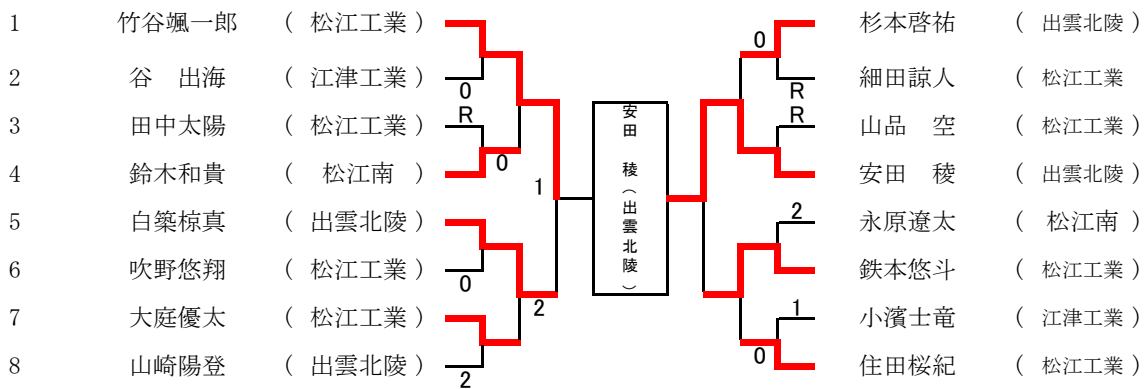 1 竹谷颯一郎 ( 松江工業 ) 杉本啓祐 ( 出雲北陵 )
0
2 谷 出海 ( 江津工業 ) 細田諒人 ( 松江工業
0 R
3 田中太陽 ( 松江工業 ) R R 山品 空 ( 松江工業 )
0
4 鈴木和貴 ( 松江南 ) 安田 稜 ( 出雲北陵 )
1
安田 稜(出雲北陵)
5 白築椋真 ( 出雲北陵 ) 2 永原遼太 ( 松江南 )
6 吹野悠翔 ( 松江工業 ) 鉄本悠斗 ( 松江工業 )
0
2
7 大庭優太 ( 松江工業 ) 1 小濱士竜 ( 江津工業 )
0
8 山崎陽登 ( 出雲北陵 ) 住田桜紀 ( 松江工業 )
2